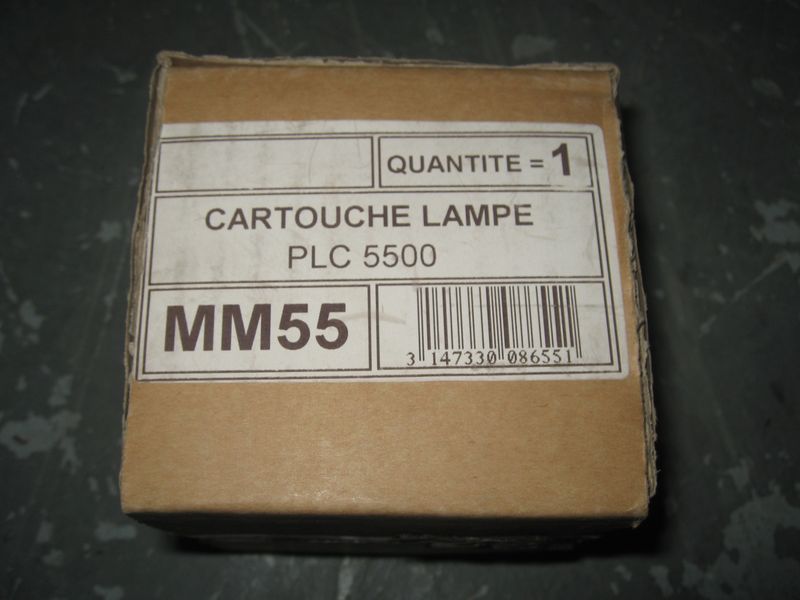 QUANTITE = 1
CARTOUCHE LAMPE
PLC 5500
MM55
3 147330 086551